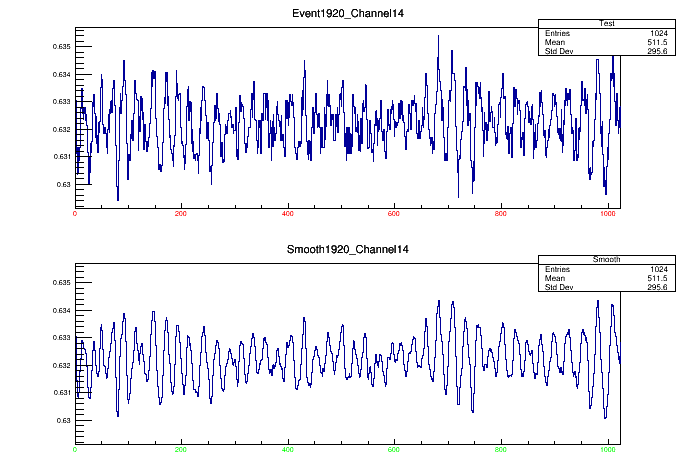 Event1920_Channel14
Test
Entries 1024
Mean 511.5
Std Dev 295.6
0.635
0.634
0.633
0.632
0.631
0.63
0 200 400 600 800 1000
Smooth1920_Channel14
Smooth
Entries 1024
Mean 511.5
Std Dev 295.6
0.635
0.634
0.633
0.632
0.631
0.63
0 200 400 600 800 1000